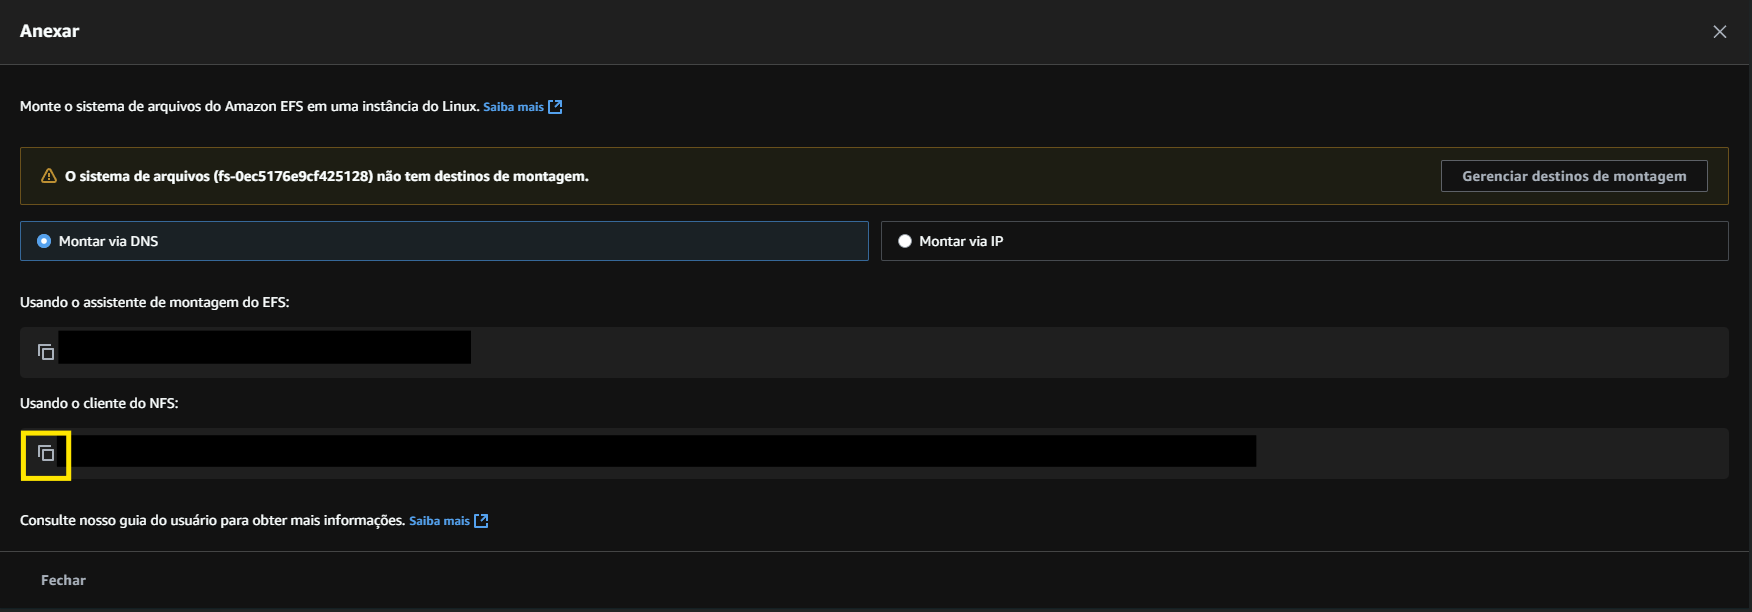 Anexar
Monte o sistema de arquivos do Amazon EFS em uma instância do Linux. Saiba mais
O sistema de arquivos (fs-0ec5176e9cf425128) não tem destinos de montagem.
Gerenciar destinos de montagem
Montar via DNS
Montar via IP
Usando o assistente de montagem do EFS:
Usando o cliente do NFS:
Consulte nosso guia do usuário para obter mais informações. Saiba mais
Fechar